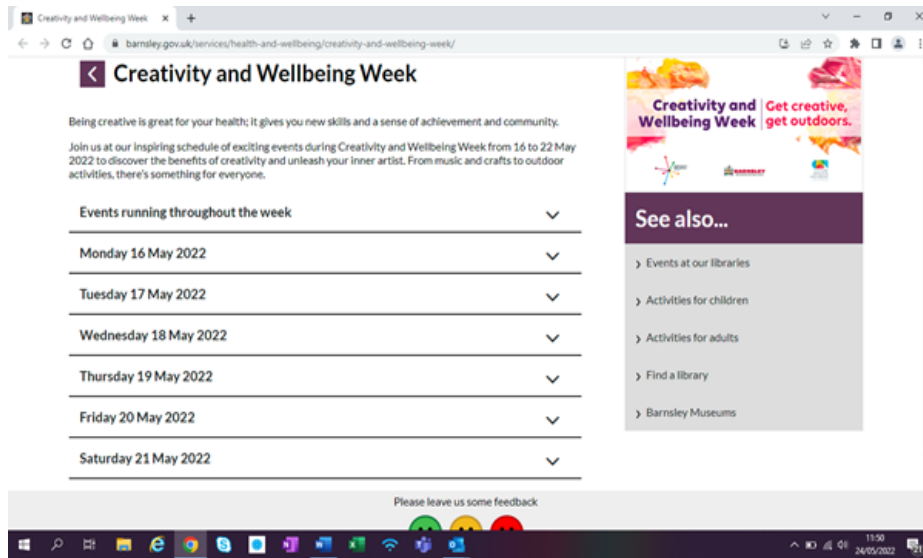 Creativity and Wellbeing Week
barnsley.gov.uk/services/health-and-wellbeing/creativity-and-wellbeing-week/
Creativity and Wellbeing Week
Being creative is great for your health; it gives you new skills and a sense of achievement and community.
Join us at our inspiring schedule of exciting events during Creativity and Wellbeing Week from 16 to 22 May
2022 to discover the benefits of creativity and unleash your inner artist. From music and crafts to outdoor
activities, there's something for everyone.
Events running throughout the week
Monday 16 May 2022
Tuesday 17 May 2022
Wednesday 18 May 2022
Thursday 19 May 2022
Friday 20 May 2022
Saturday 21 May 2022
Creativity and
Wellbeing Week
Get creative,
get outdoors.
BARNSLEY
See also...
Events at our libraries
Activities for children
Activities for adults
Find a library
Barnsley Museums
Please leave us some feedback
11:50
24/05/2022